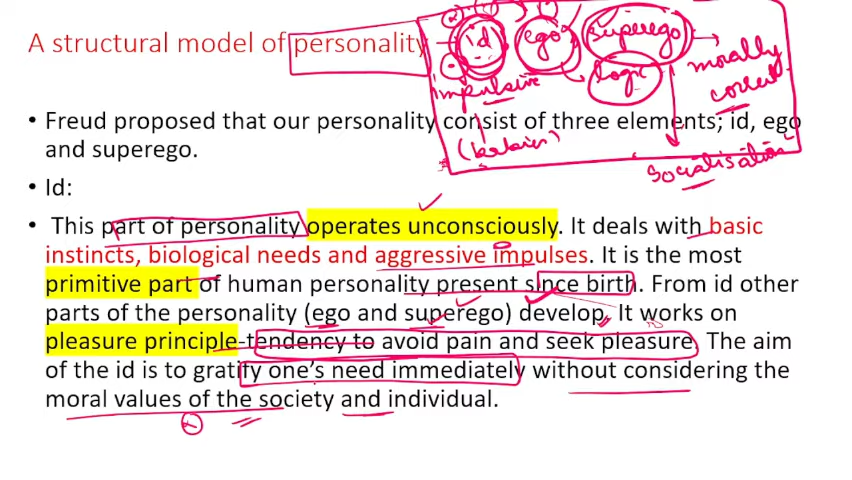 A structural model of personality
id ego superego
impulsive logic morally correct
(babies)
socialisation
• Freud proposed that our personality consist of three elements; id, ego
and superego.
• Id:
• This part of personality operates unconsciously. It deals with basic
instincts, biological needs and aggressive impulses. It is the most
primitive part of human personality present since birth. From id other
parts of the personality (ego and superego) develop. It works on
pleasure principle-tendency to avoid pain and seek pleasure. The aim
of the id is to gratify one's need immediately without considering the
moral values of the society and individual.